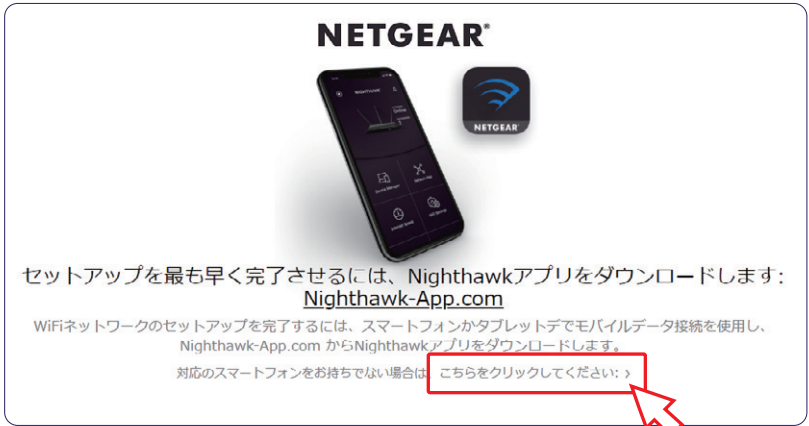 NETGEAR®
NETGEAR
セットアップを最も早く完了させるには、Nighthawkアプリをダウンロードします:
Nighthawk-App.com
WiFiネットワークのセットアップを完了するには、スマートフォンかタブレットデでモバイルデータ接続を使用し、
Nighthawk-App.com からNighthawkアプリをダウンロードします。
対応のスマートフォンをお持ちでない場合は、こちらをクリックしてください: ›